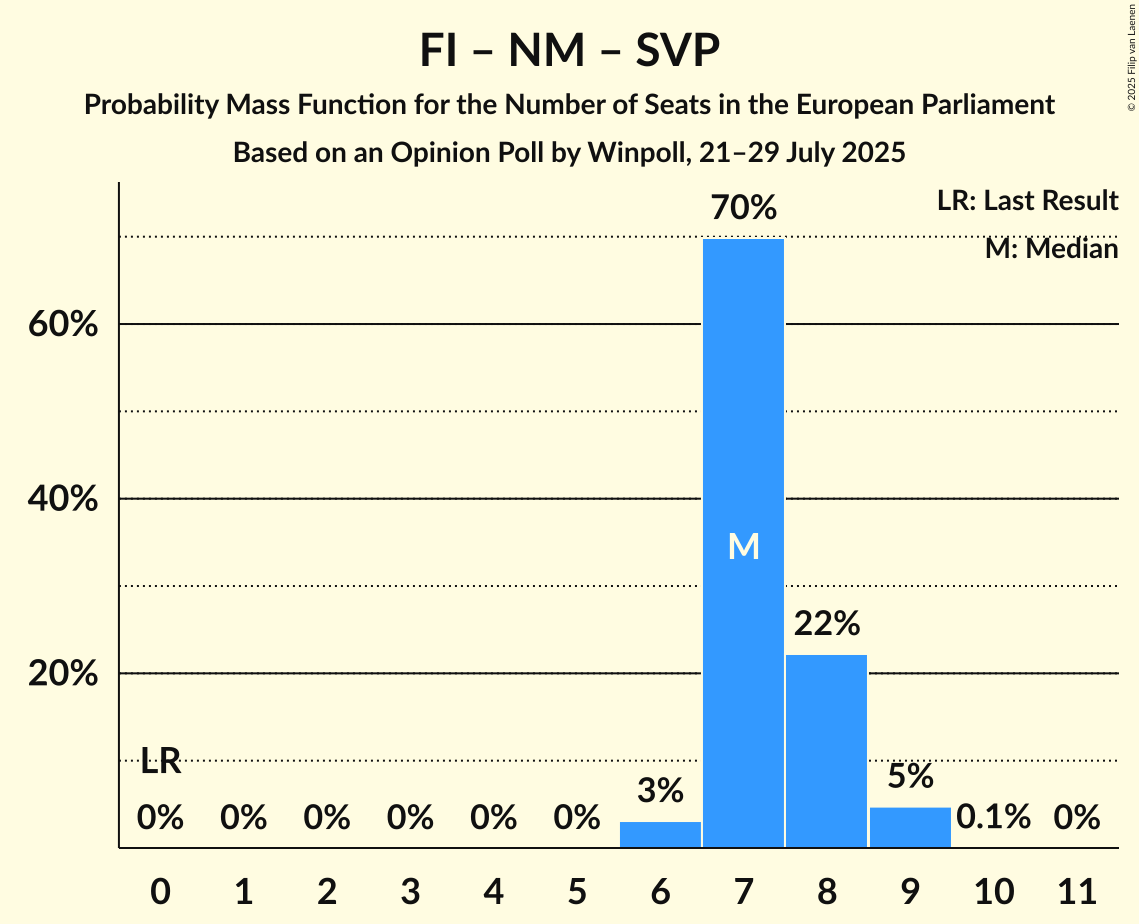 FI – NM – SVP
Probability Mass Function for the Number of Seats in the European Parliament
Based on an Opinion Poll by Winpoll, 21–29 July 2025
© 2025 Filip van Laenen
LR: Last Result
M: Median
70%
60%
40%
M
22%
20%
LR
5%
3%
0% 0% 0% 0% 0% 0% 0.1% 0%
0 1 2 3 4 5 6 7 8 9 10 11